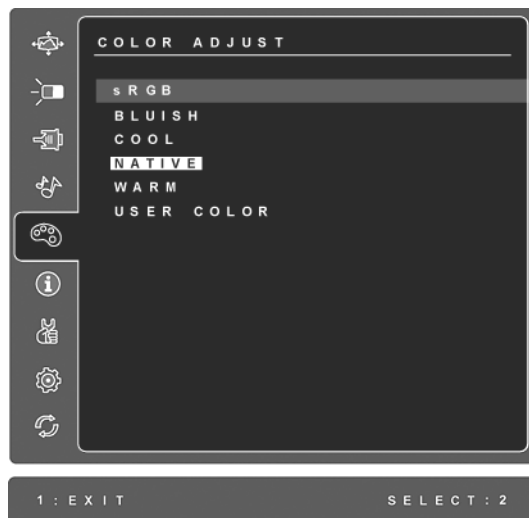 COLOR ADJUST
sRGB
BLUISH
COOL
NATIVE
WARM
USER COLOR
1:EXIT SELECT:2